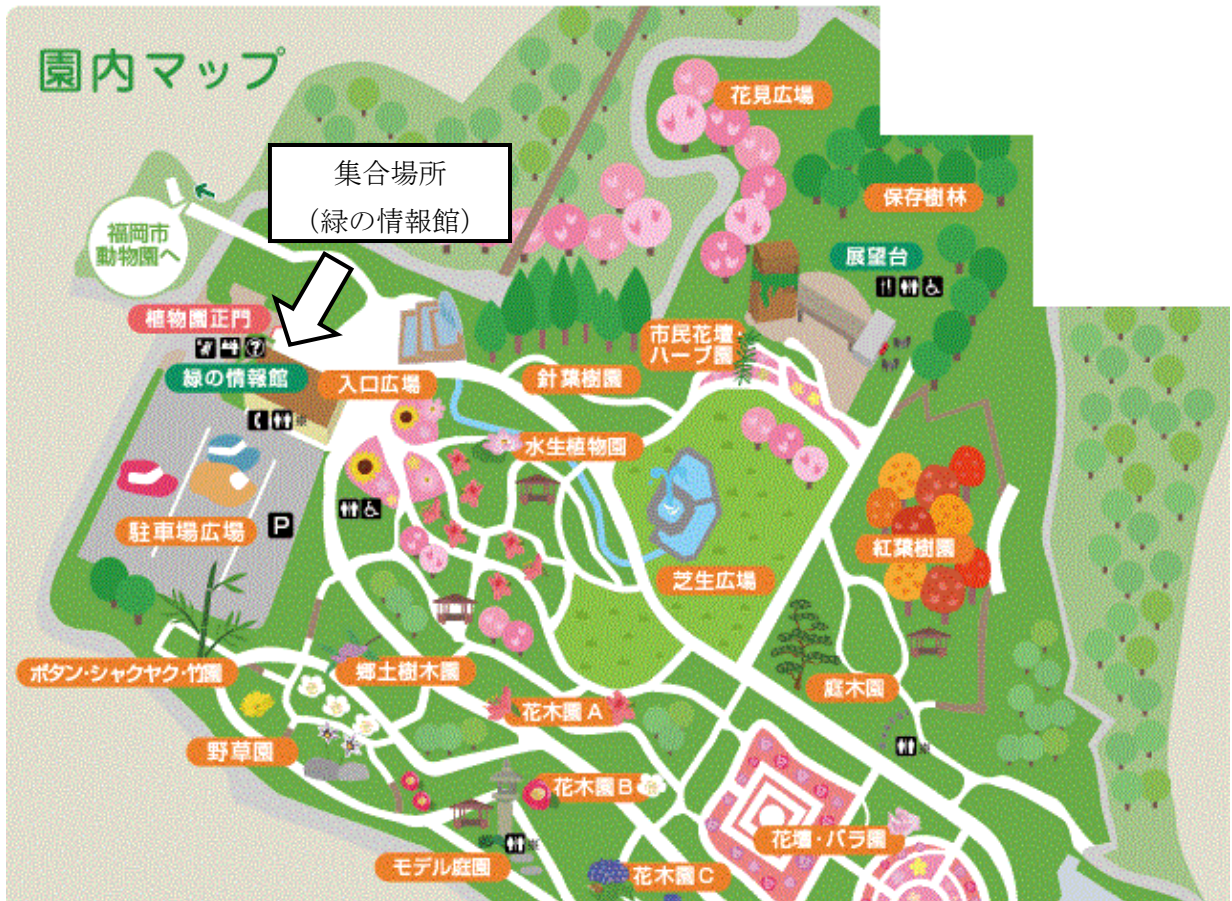 園内マップ
花見広場
集合場所
(緑の情報館)
保存樹林
福岡市
動物園へ
展望台
植物園正門
市民花壇・
ハーブ園
?
緑の情報館
入口広場
針葉樹園
※
水生植物園
駐車場広場
P
紅葉樹園
芝生広場
ボタン・シャクヤク・竹園
郷土樹木園
庭木園
花木園A
野草園
※
花木園B
花壇・バラ園
※
モデル庭園
花木園C